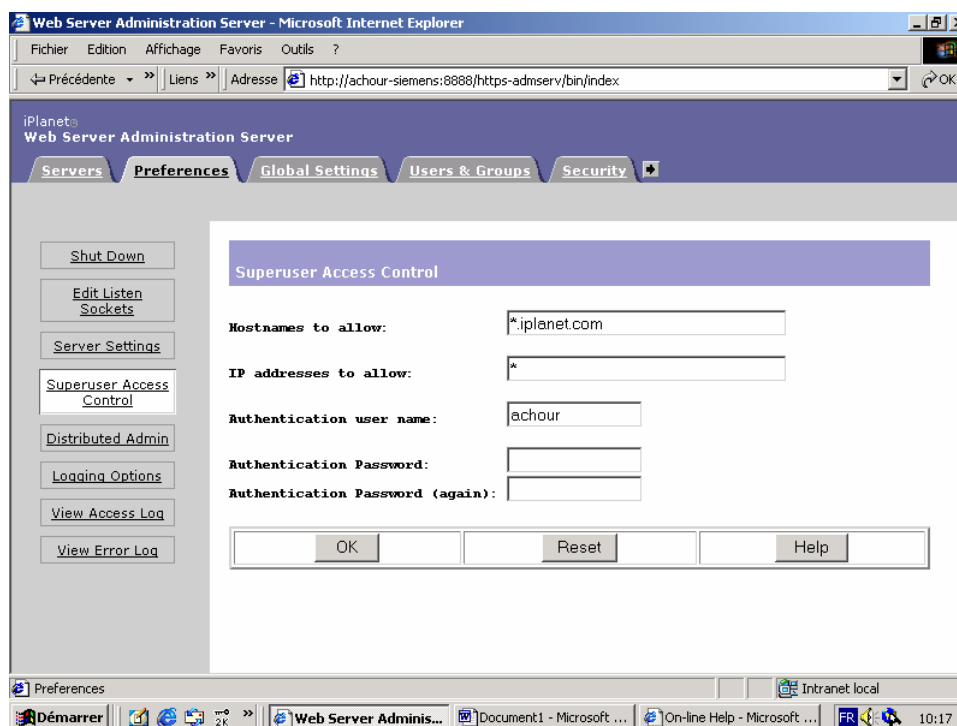 Web Server Administration Server - Microsoft Internet Explorer
Fichier Edition Affichage Favoris Outils ?
Précédente » Liens » Adresse http://achour-siemens:8888/https-admserv/bin/index OK
iPlanet
Web Server Administration Server
Servers Preferences Global Settings Users & Groups Security
Shut Down
Edit Listen
Sockets
Server Settings
Superuser Access
Control
Distributed Admin
Logging Options
View Access Log
View Error Log
Superuser Access Control
Hostnames to allow: *.iplanet.com
IP addresses to allow: *
Authentication user name: achour
Authentication Password:
Authentication Password (again):
OK Reset Help
Preferences Intranet local
Démarrer 2K » Web Server Adminis... Document1 - Microsoft ... On-line Help - Microsoft ... FR 10:17